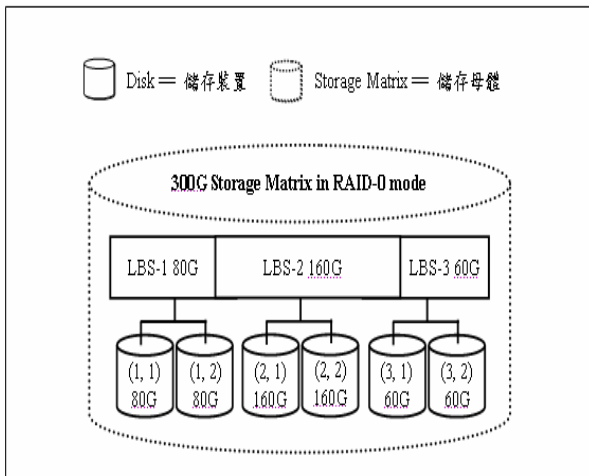 Disk = 儲存裝置 Storage Matrix = 儲存母體
300G Storage Matrix in RAID-0 mode
LBS-1 80G LBS-2 160G LBS-3 60G
(1, 1) (1, 2) (2, 1) (2, 2) (3, 1) (3, 2)
80G 80G 160G 160G 60G 60G